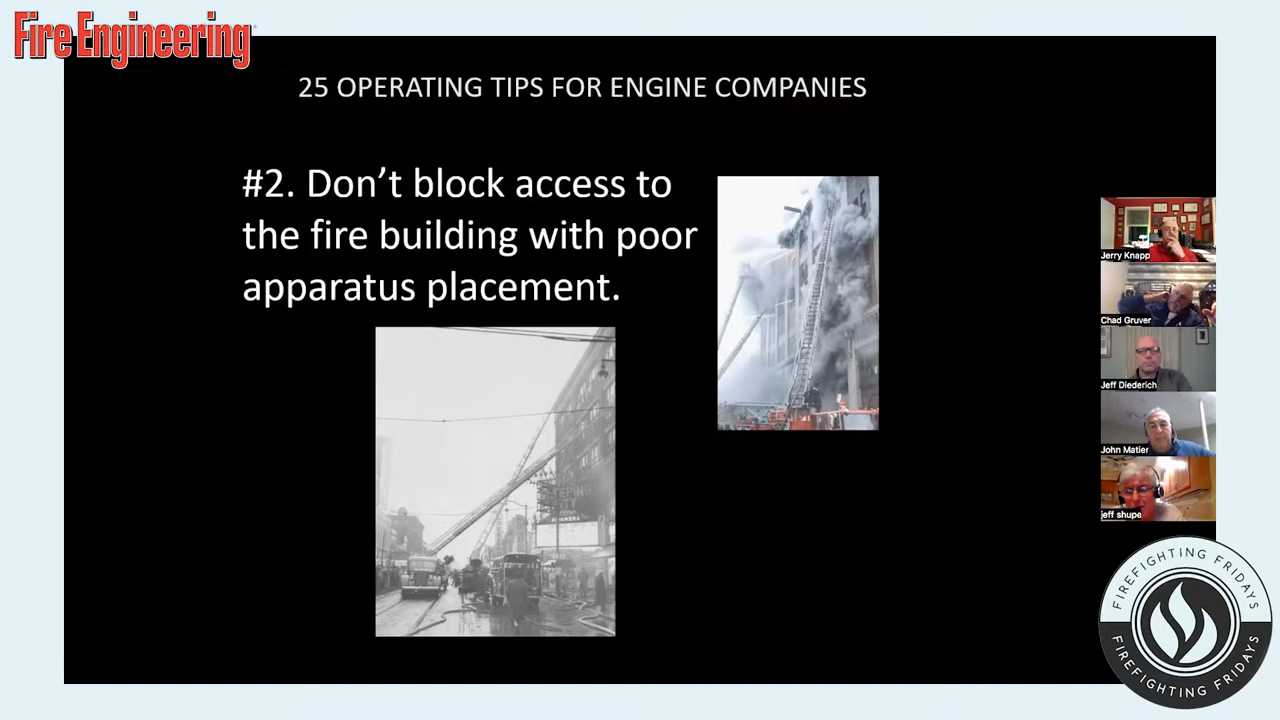 Fire Engineering
25 OPERATING TIPS FOR ENGINE COMPANIES
#2. Don’t block access to
the fire building with poor
apparatus placement.
Jerry Knapp
Chad Gruver
Jeff Diederich
John Matier
jeff shupe
FIREFIGHTING FRIDAYS
FIREFIGHTING FRIDAYS